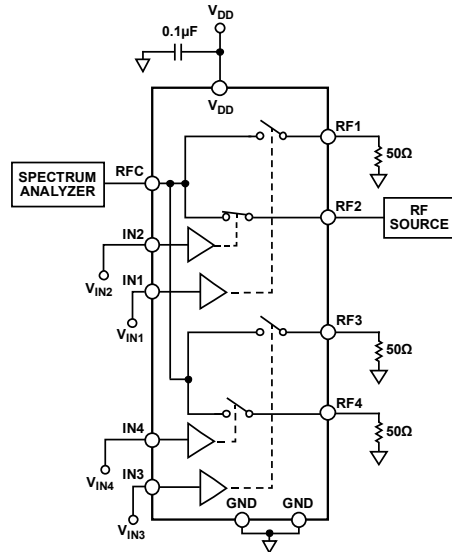 VDD
0.1µF
VDD
RF1
50Ω
RFC
SPECTRUM
ANALYZER
RF2
RF
SOURCE
IN2
VIN2
IN1
VIN1
RF3
50Ω
RF4
50Ω
IN4
VIN4
IN3
VIN3
GND GND